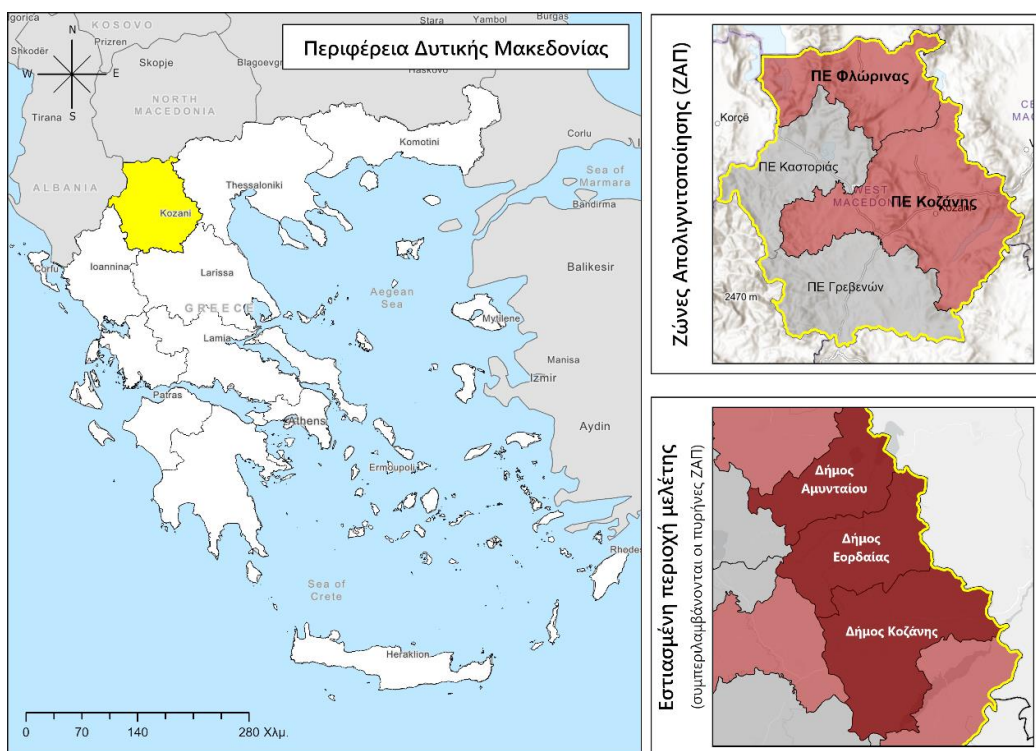 Περιφέρεια Δυτικής Μακεδονίας
KOSOVO
Prizren
Shkodër
Skopje
Stara
Yambol
Burgas
Blagoevgr
Haskovo
N
W
E
S
NORTH
MACEDONIA
Tirana
ALBANIA
Corlu
Komotini
Thessaloniki
Sea of
Marmara
Bandirma
Kozani
Corfu
Ioannina
Larissa
Balikesir
GREECE
Aegean
Sea
Lamia
Mytilene
Manisa
Izmir
Patras
Athens
Aydin
Ermoupoli
Rhodes
Sea of
Crete
Heraklion
0 70 140 280 Χλμ.
Ζώνες Απολιγνιτοποίησης (ΖΑΠ)
ΠΕ Φλώρινας
Korçë
ΠΕ Καστοριάς
WEST
MACEDON
ΠΕ Κοζάνης
Kozani
2470 m
ΠΕ Γρεβενών
Εστιασμένη περιοχή μελέτης
(συμπεριλαμβάνονται οι πυρήνες ΖΑΠ)
Δήμος
Αμυνταίου
Δήμος
Εορδαίας
Δήμος Κοζάνης